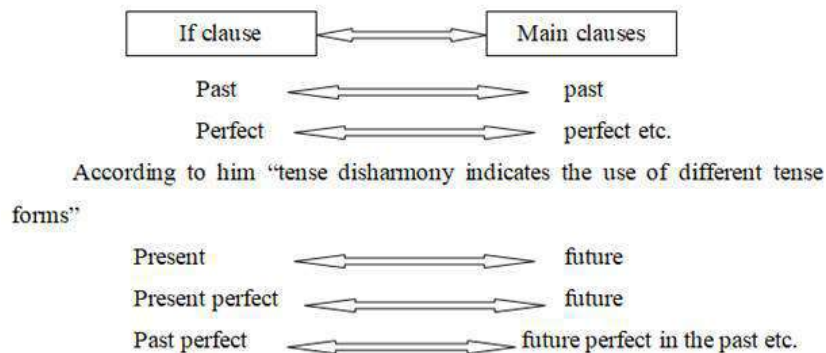 If clause Main clauses
Past past
Perfect perfect etc.
According to him “tense disharmony indicates the use of different tense
forms”
Present future
Present perfect future
Past perfect future perfect in the past etc.